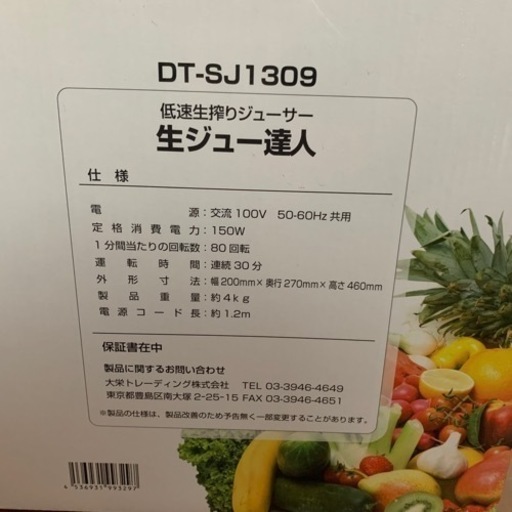 DT-SJ1309
低速生搾りジューサー
生ジュー達人
仕様
電源：交流100V 50-60Hz共用
定格消費電力：150W
1分間当たりの回転数：80回転
運転時間：連続30分
外形寸法：幅200mm×奥行270mm×高さ460mm
製品重量：約4kg
電源コード長：約1.2m
保証書在中
製品に関するお問い合わせ
大栄トレーディング株式会社 TEL 03-3946-4649
東京都豊島区南大塚 2-25-15 FAX 03-3946-4651
※製品の仕様は、製品改善のため予告無く一部変更することがあります。
4 536931 993297